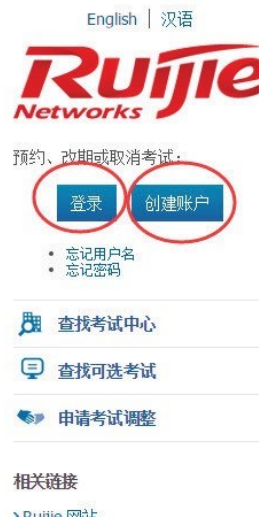 English | 汉语
Ruijie
Networks
预约、改期或取消考试：
登录 创建账户
忘记用户名
忘记密码
查找考试中心
查找可选考试
申请考试调整
相关链接
Ruijie 网站